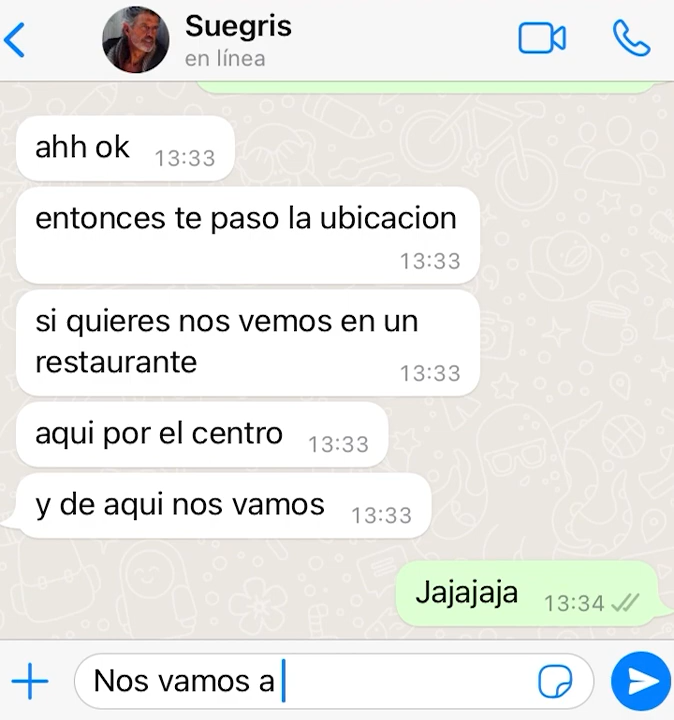 Suegris
en línea
ahh ok 13:33
entonces te paso la ubicacion
13:33
si quieres nos vemos en un
restaurante 13:33
aqui por el centro 13:33
y de aqui nos vamos 13:33
Jajajaja 13:34
Nos vamos a